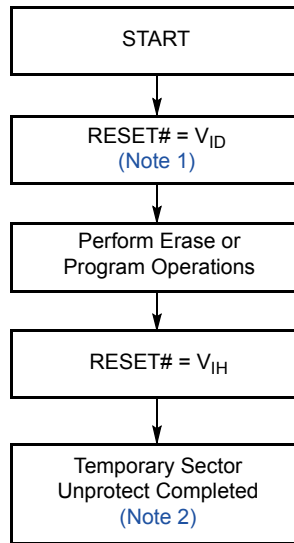 START
RESET# = VID
(Note 1)
Perform Erase or
Program Operations
RESET# = VIH
Temporary Sector
Unprotect Completed
(Note 2)